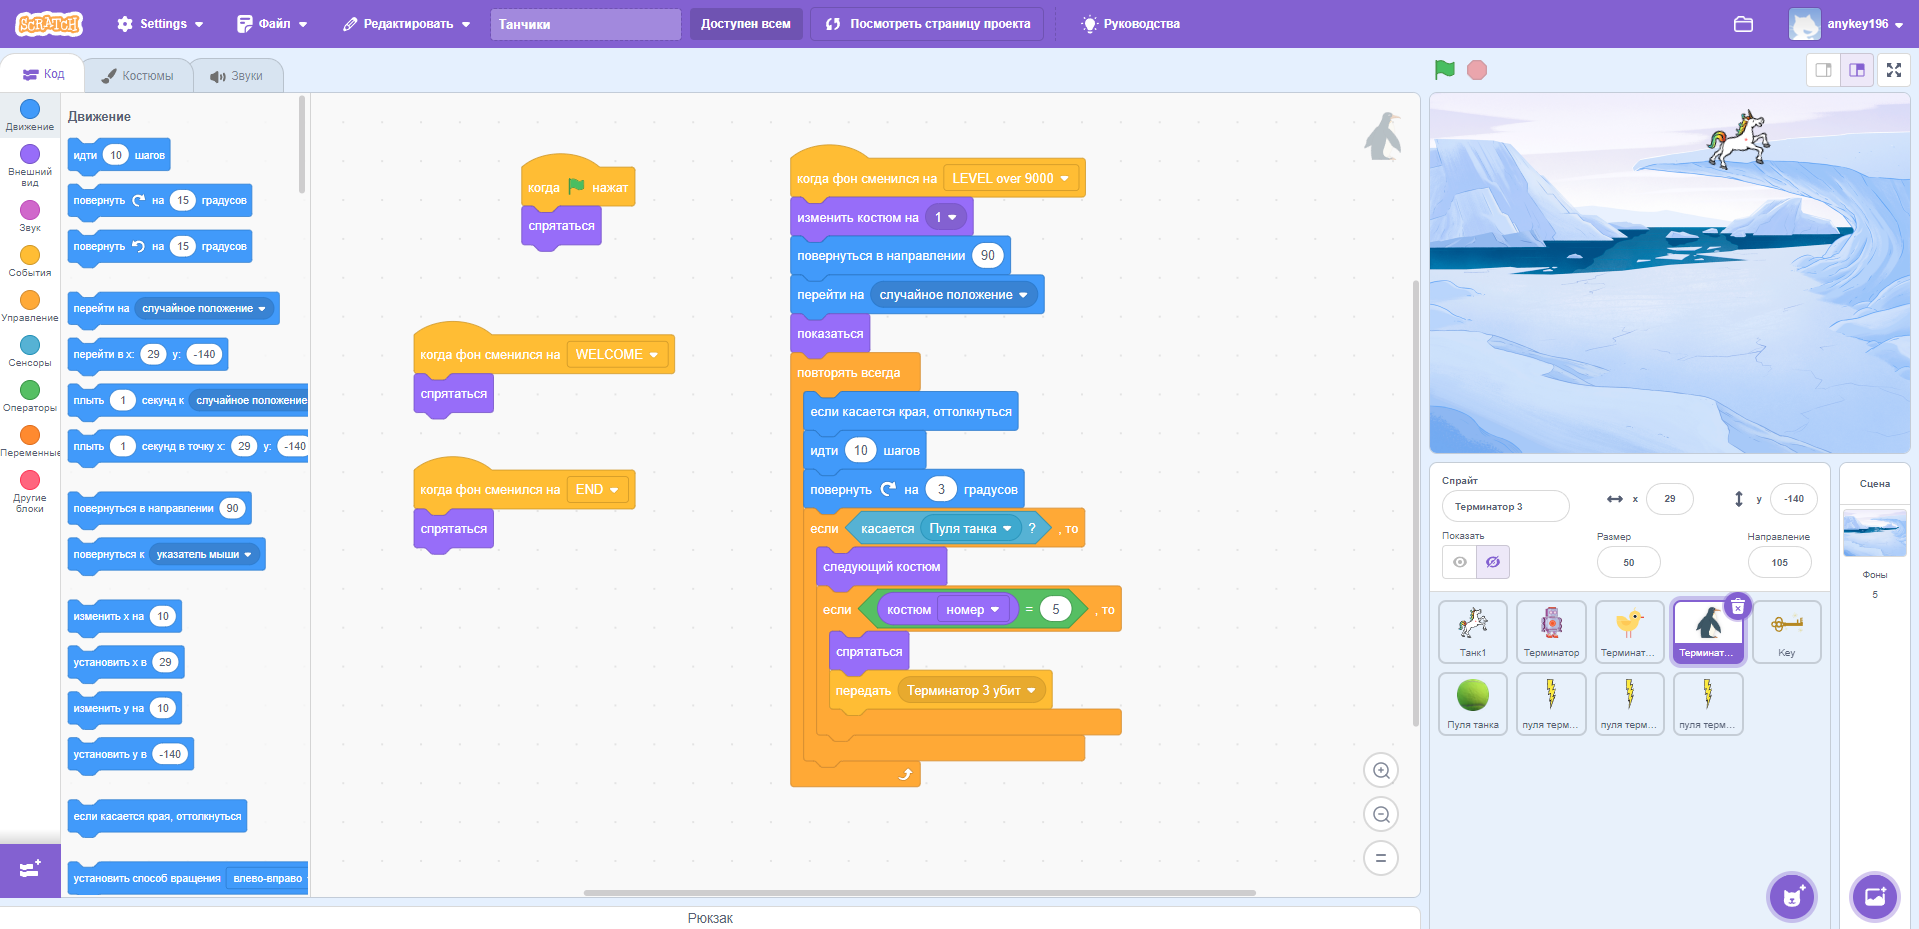 SCRATCH
Settings
Файл
Редактировать
Танчики
Доступен всем
Посмотреть страницу проекта
Руководства
anykey196
Код
Костюмы
Звуки
Движение
Внешний вид
Звук
События
Управление
Сенсоры
Операторы
Переменные
Другие блоки
Движение
идти 10 шагов
повернуть на 15 градусов
повернуть на 15 градусов
перейти на случайное положение
перейти в x: 29 y: -140
плыть 1 секунд к случайное положение
плыть 1 секунд в точку x: 29 y: -140
повернуться в направлении 90
повернуться к указатель мыши
изменить x на 10
установить x в 29
изменить y на 10
установить y в -140
если касается края, оттолкнуться
установить способ вращения влево-вправо
когда нажат
спрятаться
когда фон сменился на WELCOME
спрятаться
когда фон сменился на END
спрятаться
когда фон сменился на LEVEL over 9000
изменить костюм на 1
повернуться в направлении 90
перейти на случайное положение
показаться
повторять всегда
если касается края, оттолкнуться
идти 10 шагов
повернуть на 3 градусов
если касается Пуля танка ? , то
следующий костюм
если костюм номер = 5 , то
спрятаться
передать Терминатор 3 убит
Рюкзак
Спрайт
Терминатор 3
x 29
y -140
Показать
Размер
50
Направление
105
Танк1
Терминатор
Терминат...
Терминат...
Key
Пуля танка
пуля терм...
пуля терм...
пуля терм...
Сцена
Фоны
5